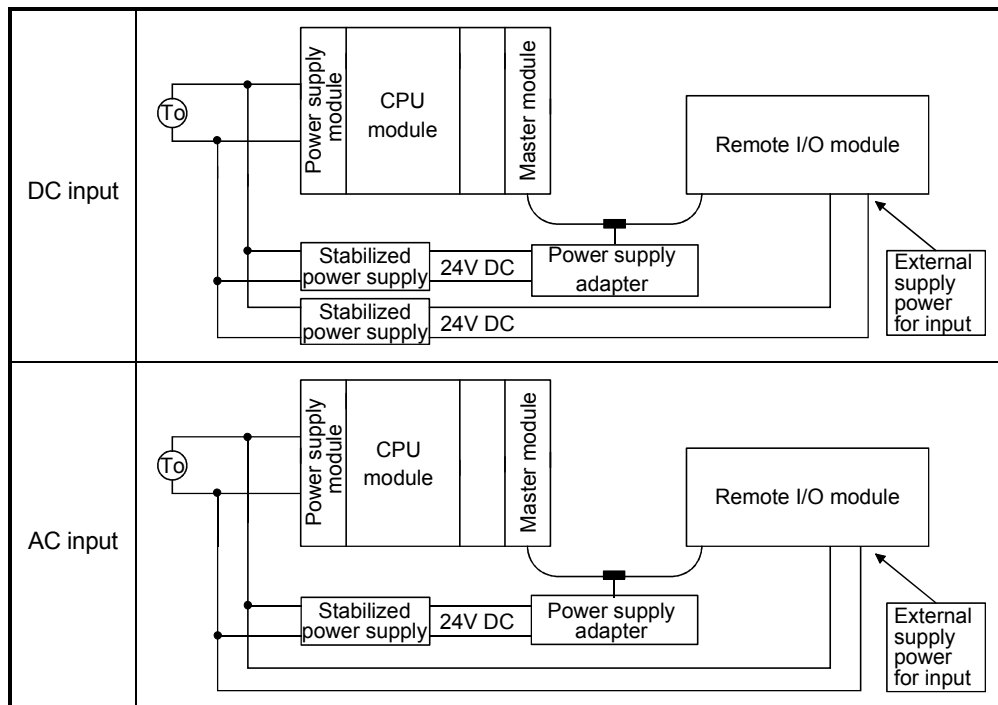 DC input
To
Power supply
module
CPU
module
Master module
Remote I/O module
Stabilized
power supply
24V DC
Power supply
adapter
Stabilized
power supply
24V DC
External
supply
power
for input
AC input
To
Power supply
module
CPU
module
Master module
Remote I/O module
Stabilized
power supply
24V DC
Power supply
adapter
External
supply
power
for input